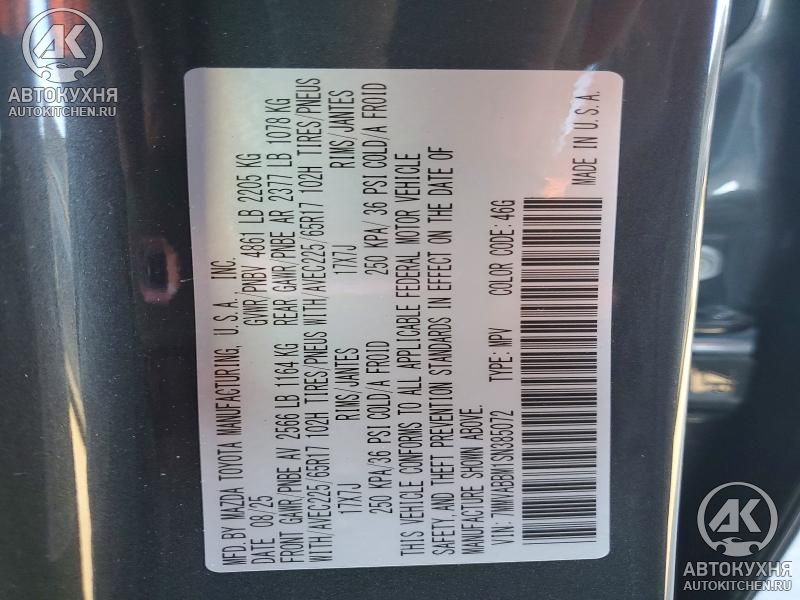 MFD.BY MAZDA TOYOTA MANUFACTURING, U.S.A., INC.
DATE 08/25 GVWR/PNBV 4861 LB 2205 KG
FRONT GAWR/PNBE AV 2566 LB 1164 KG REAR GAWR/PNBE AR 2377 LB 1078 KG
WITH/AVEC225/65R17 102H TIRES/PNEUS WITH/AVEC225/65R17 102H TIRES/PNEUS
17X7J RIMS/JANTES 17X7J RIMS/JANTES
250 KPA/36 PSI COLD/A FROID 250 KPA/36 PSI COLD/A FROID
THIS VEHICLE CONFORMS TO ALL APPLICABLE FEDERAL MOTOR VEHICLE
SAFETY,AND THEFT PREVENTION STANDARDS IN EFFECT ON THE DATE OF
MANUFACTURE SHOWN ABOVE.
VIN: 7MMVABBM1SN385072 TYPE: MPV COLOR CODE: 46G
MADE IN U.S.A.
АК
АВТОКУХНЯ
AUTOKITCHEN.RU
АК
АВТОКУХНЯ
AUTOKITCHEN.RU